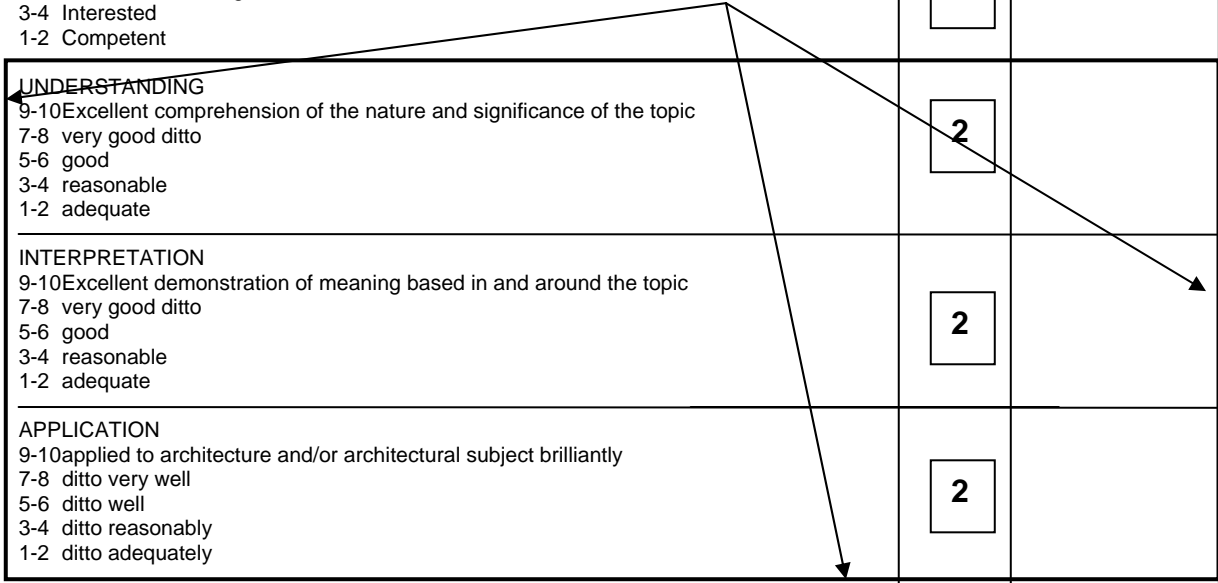 3-4 Interested
1-2 Competent
UNDERSTANDING
9-10Excellent comprehension of the nature and significance of the topic
7-8 very good ditto
5-6 good
3-4 reasonable
1-2 adequate
2
INTERPRETATION
9-10Excellent demonstration of meaning based in and around the topic
7-8 very good ditto
5-6 good
3-4 reasonable
1-2 adequate
2
APPLICATION
9-10applied to architecture and/or architectural subject brilliantly
7-8 ditto very well
5-6 ditto well
3-4 ditto reasonably
1-2 ditto adequately
2